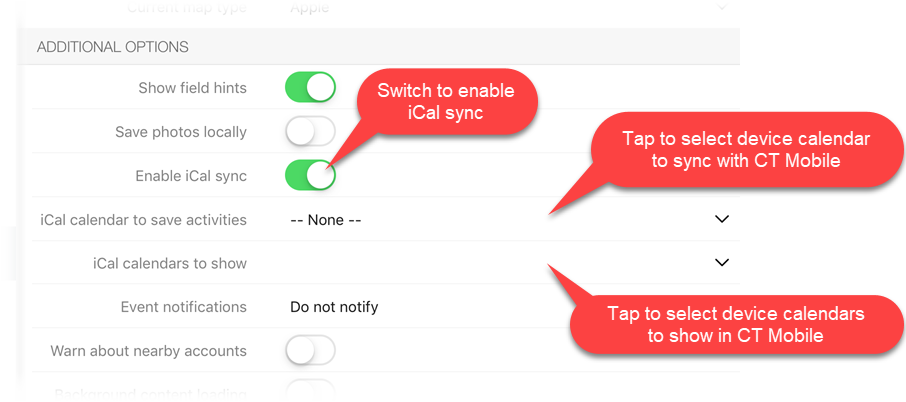 Current map type Apple
ADDITIONAL OPTIONS
Show field hints
Switch to enable
iCal sync
Save photos locally
Tap to select device calendar
to sync with CT Mobile
Enable iCal sync
iCal calendar to save activities -- None --
iCal calendars to show
Event notifications Do not notify
Tap to select device calendars
to show in CT Mobile
Warn about nearby accounts
Background content loading